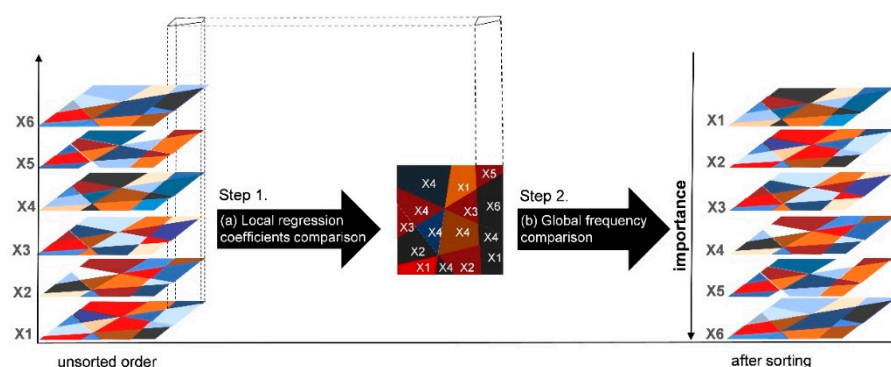 X6
X5
X4
X3
X2
X1
unsorted order
Step 1.
(a) Local regression
coefficients comparison
X4
X1
X5
X4
X3
X6
X3
X4
X4
X4
X2
X1
X1
X4
X2
Step 2.
(b) Global frequency
comparison
importance
X1
X2
X3
X4
X5
X6
after sorting